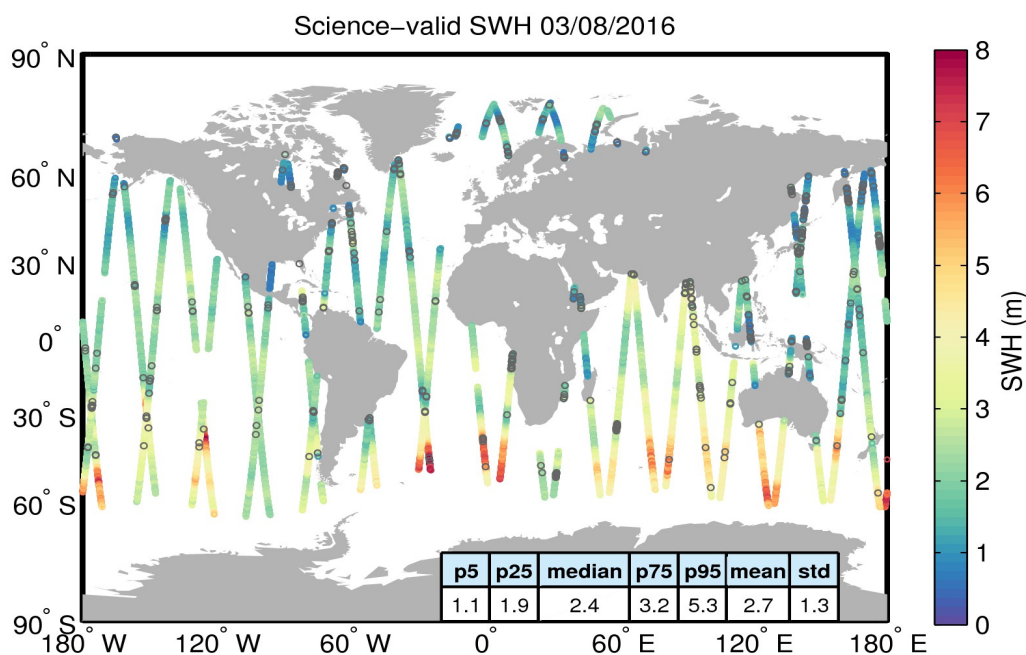 Science−valid SWH 03/08/2016
90° N
60° N
30° N
0°
30° S
60° S
90° S
180° W
120° W
60° W
0°
60° E
120° E
180° E
p5 p25 median p75 p95 mean std
1.1 1.9 2.4 3.2 5.3 2.7 1.3
8
7
6
5
4
3
2
1
0
SWH (m)